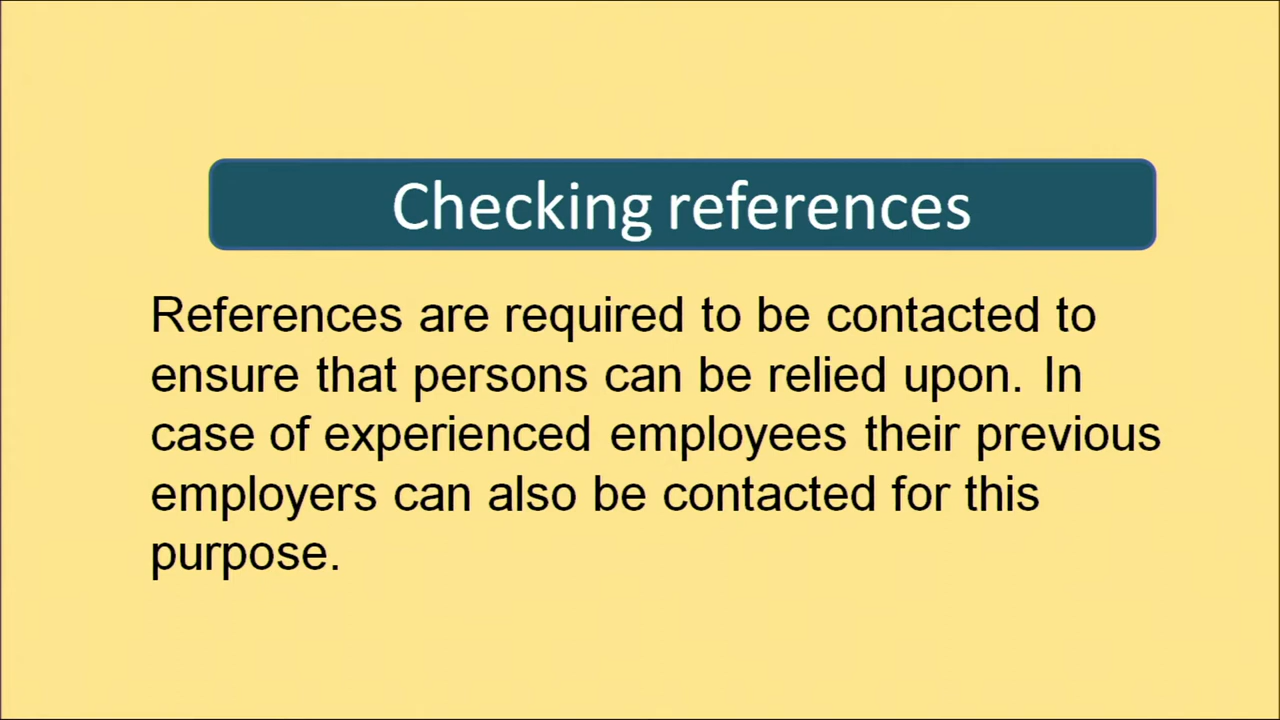 Checking references
References are required to be contacted to
ensure that persons can be relied upon. In
case of experienced employees their previous
employers can also be contacted for this
purpose.